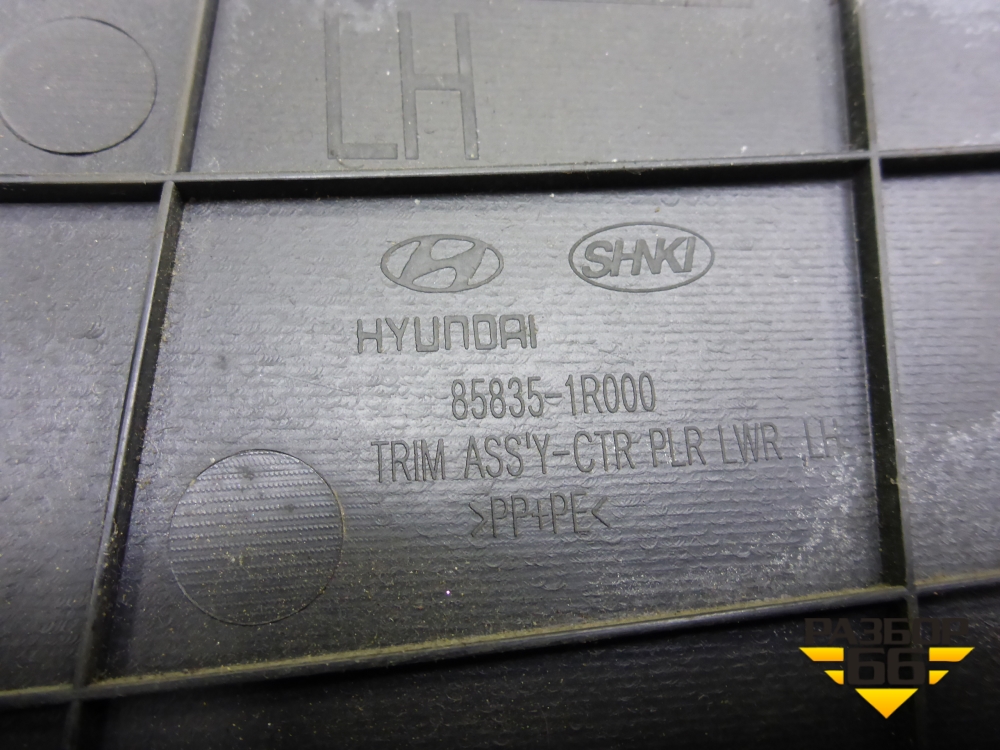 LH
SHNKI
HYUNDAI
85835-1R000
TRIM ASS'Y-CTR PLR LWR LH
>PP+PE<
РАЗБОР
66